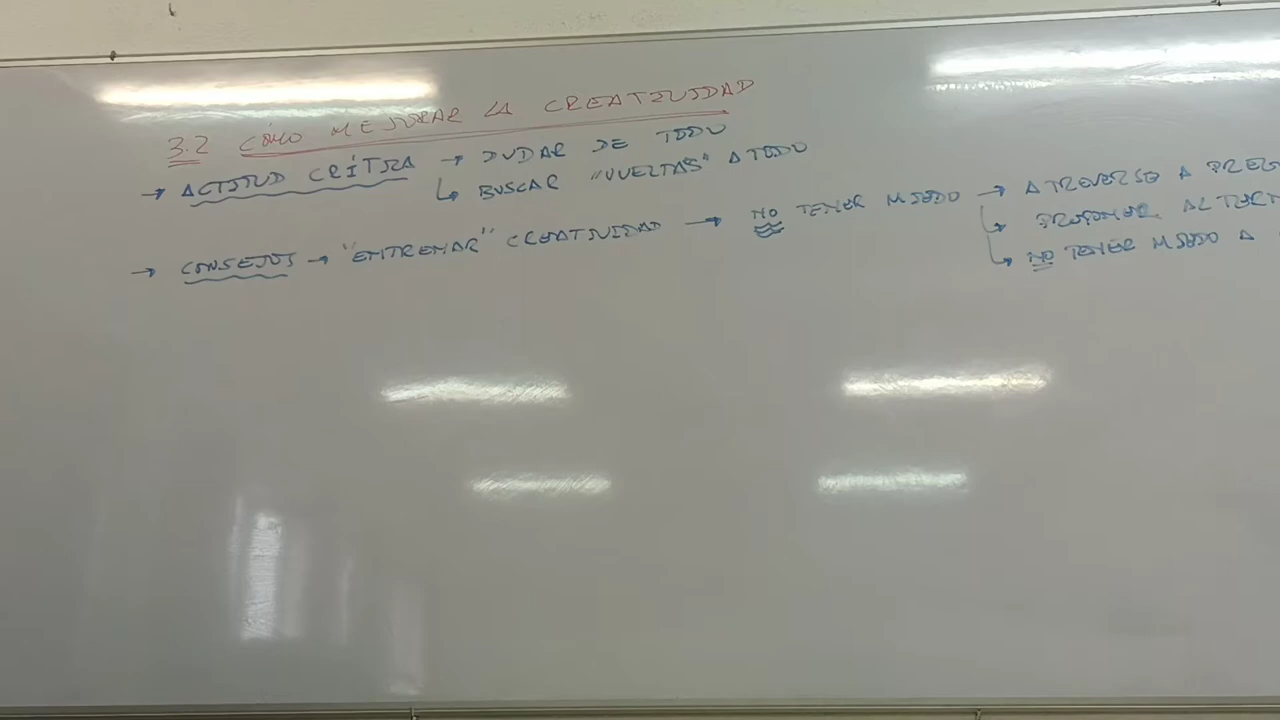 3.2 CÓMO MEJORAR LA CREATIVIDAD
→ ACTITUD CRÍTICA → DUDAR DE TODO
↳ BUSCAR "VUELTAS" A TODO
→ CONSEJOS → "ENTRENAR" CREATIVIDAD → NO TENER MIEDO → ATREVERSE A
↳ PROPONER
↳ NO TENER MIEDO A